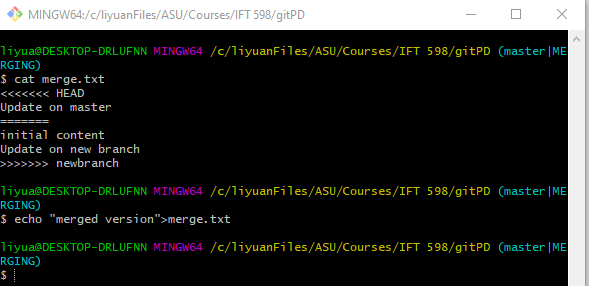 MINGW64:/c/liyuanFiles/ASU/Courses/IFT 598/gitPD
liyua@DESKTOP-DRLUFNN MINGW64 /c/liyuanFiles/ASU/Courses/IFT 598/gitPD (master|ME
RGING)
$ cat merge.txt
<<<<<<< HEAD
Update on master
=======
initial content
Update on new branch
>>>>>>> newbranch
liyua@DESKTOP-DRLUFNN MINGW64 /c/liyuanFiles/ASU/Courses/IFT 598/gitPD (master|ME
RGING)
$ echo "merged version">merge.txt
liyua@DESKTOP-DRLUFNN MINGW64 /c/liyuanFiles/ASU/Courses/IFT 598/gitPD (master|ME
RGING)
$